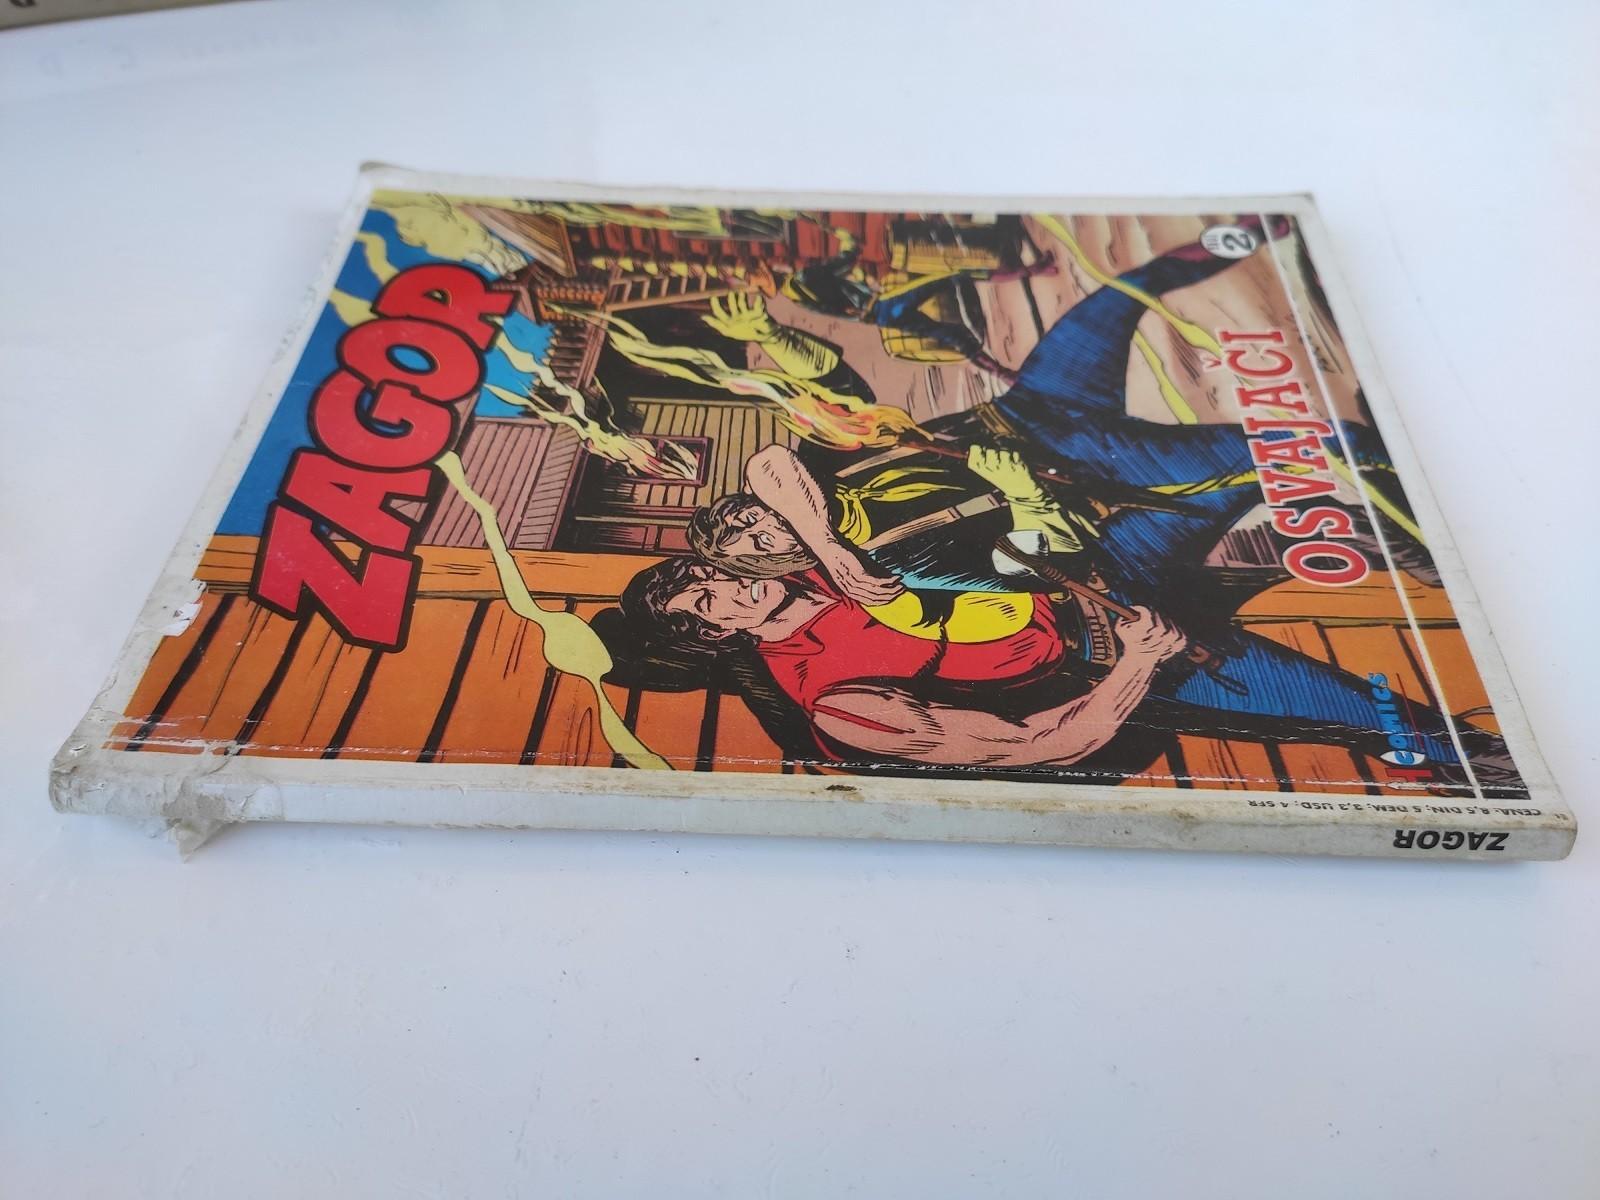 ZAGOR
2
OSVAJAČI
COMICS
CENA: 8,5 DIN; 5 DEM; 3,3 USD; 4 SFR
ZAGOR